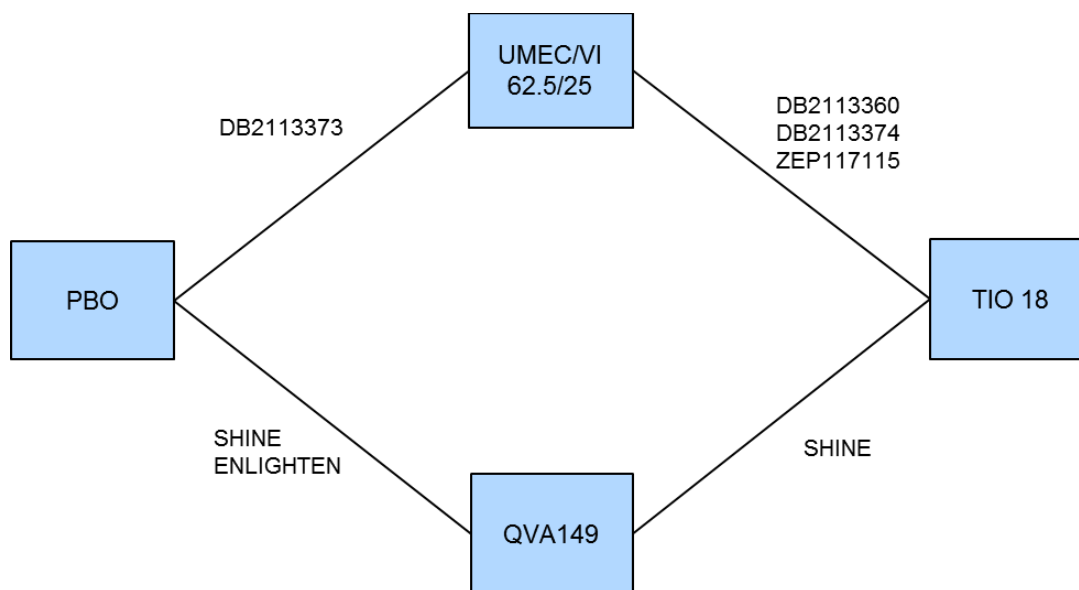 UMEC/VI
62.5/25
DB2113373
DB2113360
DB2113374
ZEP117115
PBO
TIO 18
SHINE
ENLIGHTEN
SHINE
QVA149